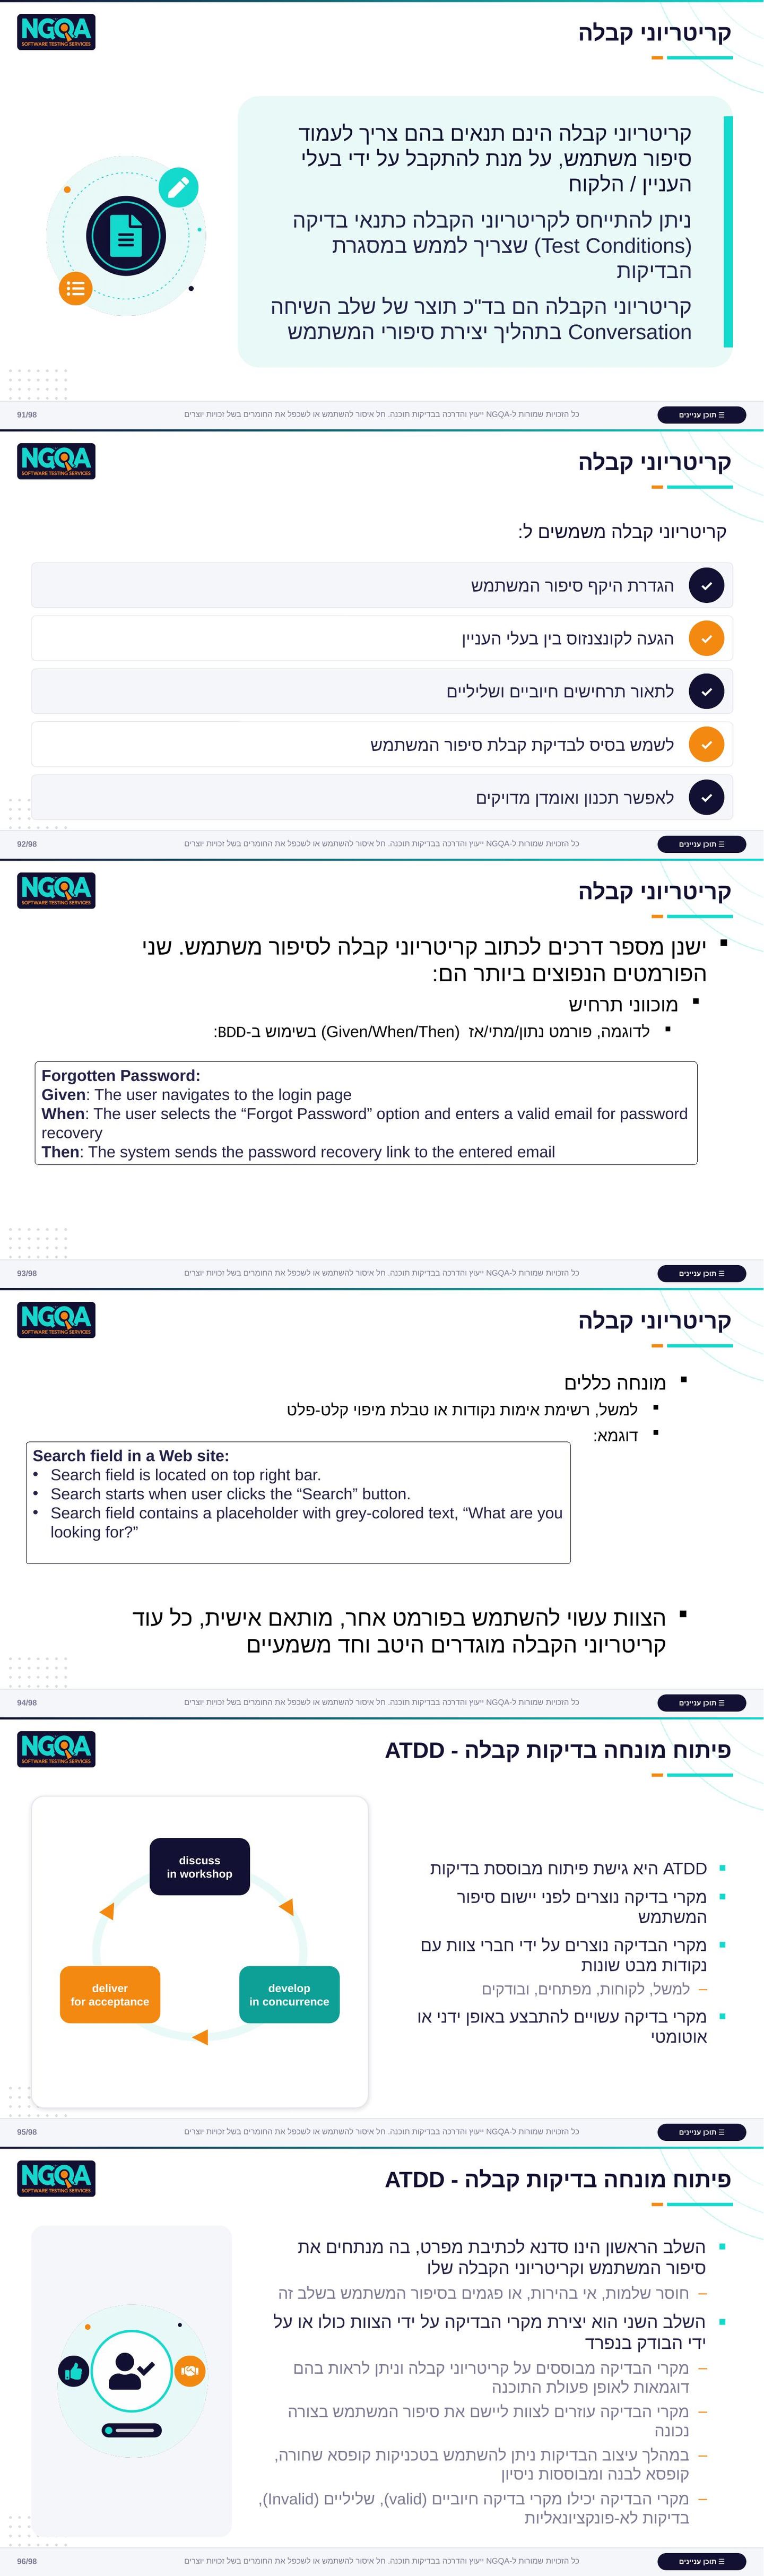 NGQA
SOFTWARE TESTING SERVICES
קריטריוני קבלה
קריטריוני קבלה הינם תנאים בהם צריך לעמוד
סיפור משתמש, על מנת להתקבל על ידי בעלי
העניין / הלקוח
ניתן להתייחס לקריטריוני הקבלה כתנאי בדיקה
(Test Conditions) שצריך לממש במסגרת
הבדיקות
קריטריוני הקבלה הם בד"כ תוצר של שלב השיחה
Conversation בתהליך יצירת סיפורי המשתמש
☰ תוכן עניינים
כל הזכויות שמורות ל-NGQA ייעוץ והדרכה בבדיקות תוכנה. חל איסור להשתמש או לשכפל את החומרים בשל זכויות יוצרים
91/98
NGQA
SOFTWARE TESTING SERVICES
קריטריוני קבלה
קריטריוני קבלה משמשים ל:
הגדרת היקף סיפור המשתמש
הגעה לקונצנזוס בין בעלי העניין
לתאור תרחישים חיוביים ושליליים
לשמש בסיס לבדיקת קבלת סיפור המשתמש
לאפשר תכנון ואומדן מדויקים
☰ תוכן עניינים
כל הזכויות שמורות ל-NGQA ייעוץ והדרכה בבדיקות תוכנה. חל איסור להשתמש או לשכפל את החומרים בשל זכויות יוצרים
92/98
NGQA
SOFTWARE TESTING SERVICES
קריטריוני קבלה
▪ ישנן מספר דרכים לכתוב קריטריוני קבלה לסיפור משתמש. שני
הפורמטים הנפוצים ביותר הם:
▪ מוכווני תרחיש
▪ לדוגמה, פורמט נתון/מתי/אז (Given/When/Then) בשימוש ב-BDD:
Forgotten Password:
Given: The user navigates to the login page
When: The user selects the “Forgot Password” option and enters a valid email for password
recovery
Then: The system sends the password recovery link to the entered email
☰ תוכן עניינים
כל הזכויות שמורות ל-NGQA ייעוץ והדרכה בבדיקות תוכנה. חל איסור להשתמש או לשכפל את החומרים בשל זכויות יוצרים
93/98
NGQA
SOFTWARE TESTING SERVICES
קריטריוני קבלה
▪ מונחה כללים
▪ למשל, רשימת אימות נקודות או טבלת מיפוי קלט-פלט
▪ דוגמא:
Search field in a Web site:
• Search field is located on top right bar.
• Search starts when user clicks the “Search” button.
• Search field contains a placeholder with grey-colored text, “What are you
looking for?”
▪ הצוות עשוי להשתמש בפורמט אחר, מותאם אישית, כל עוד
קריטריוני הקבלה מוגדרים היטב וחד משמעיים
☰ תוכן עניינים
כל הזכויות שמורות ל-NGQA ייעוץ והדרכה בבדיקות תוכנה. חל איסור להשתמש או לשכפל את החומרים בשל זכויות יוצרים
94/98
NGQA
SOFTWARE TESTING SERVICES
פיתוח מונחה בדיקות קבלה - ATDD
▪ ATDD היא גישת פיתוח מבוססת בדיקות
▪ מקרי בדיקה נוצרים לפני יישום סיפור
המשתמש
▪ מקרי הבדיקה נוצרים על ידי חברי צוות עם
נקודות מבט שונות
– למשל, לקוחות, מפתחים, ובודקים
▪ מקרי בדיקה עשויים להתבצע באופן ידני או
אוטומטי
discuss
in workshop
develop
in concurrence
deliver
for acceptance
☰ תוכן עניינים
כל הזכויות שמורות ל-NGQA ייעוץ והדרכה בבדיקות תוכנה. חל איסור להשתמש או לשכפל את החומרים בשל זכויות יוצרים
95/98
NGQA
SOFTWARE TESTING SERVICES
פיתוח מונחה בדיקות קבלה - ATDD
▪ השלב הראשון הינו סדנא לכתיבת מפרט, בה מנתחים את
סיפור המשתמש וקריטריוני הקבלה שלו
– חוסר שלמות, אי בהירות, או פגמים בסיפור המשתמש בשלב זה
▪ השלב השני הוא יצירת מקרי הבדיקה על ידי הצוות כולו או על
ידי הבודק בנפרד
– מקרי הבדיקה מבוססים על קריטריוני קבלה וניתן לראות בהם
דוגמאות לאופן פעולת התוכנה
– מקרי הבדיקה עוזרים לצוות ליישם את סיפור המשתמש בצורה
נכונה
– במהלך עיצוב הבדיקות ניתן להשתמש בטכניקות קופסא שחורה,
קופסא לבנה ומבוססות ניסיון
– מקרי הבדיקה יכילו מקרי בדיקה חיוביים (valid), שליליים (Invalid),
בדיקות לא-פונקציונאליות
☰ תוכן עניינים
כל הזכויות שמורות ל-NGQA ייעוץ והדרכה בבדיקות תוכנה. חל איסור להשתמש או לשכפל את החומרים בשל זכויות יוצרים
96/98